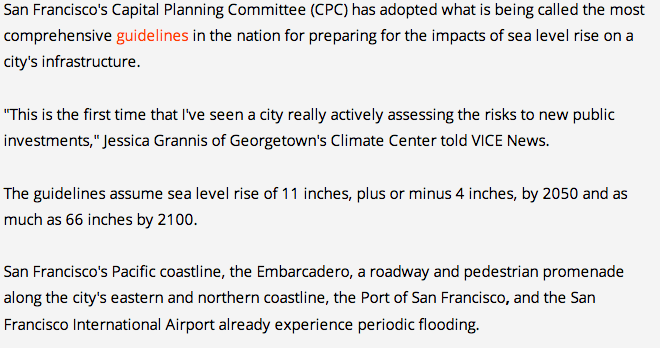 San Francisco's Capital Planning Committee (CPC) has adopted what is being called the most
comprehensive guidelines in the nation for preparing for the impacts of sea level rise on a
city's infrastructure.
"This is the first time that I've seen a city really actively assessing the risks to new public
investments," Jessica Grannis of Georgetown's Climate Center told VICE News.
The guidelines assume sea level rise of 11 inches, plus or minus 4 inches, by 2050 and as
much as 66 inches by 2100.
San Francisco's Pacific coastline, the Embarcadero, a roadway and pedestrian promenade
along the city's eastern and northern coastline, the Port of San Francisco, and the San
Francisco International Airport already experience periodic flooding.